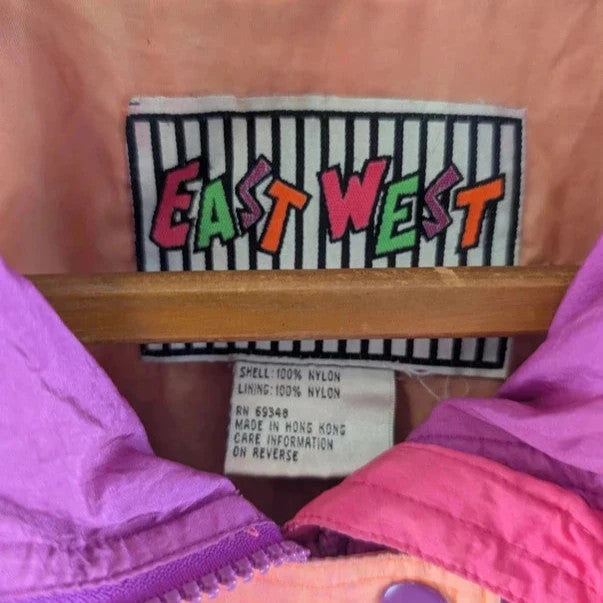 EAST WEST
SHELL: 100% NYLON
LINING: 100% NYLON
RN 69348
MADE IN HONG KONG
CARE INFORMATION
ON REVERSE